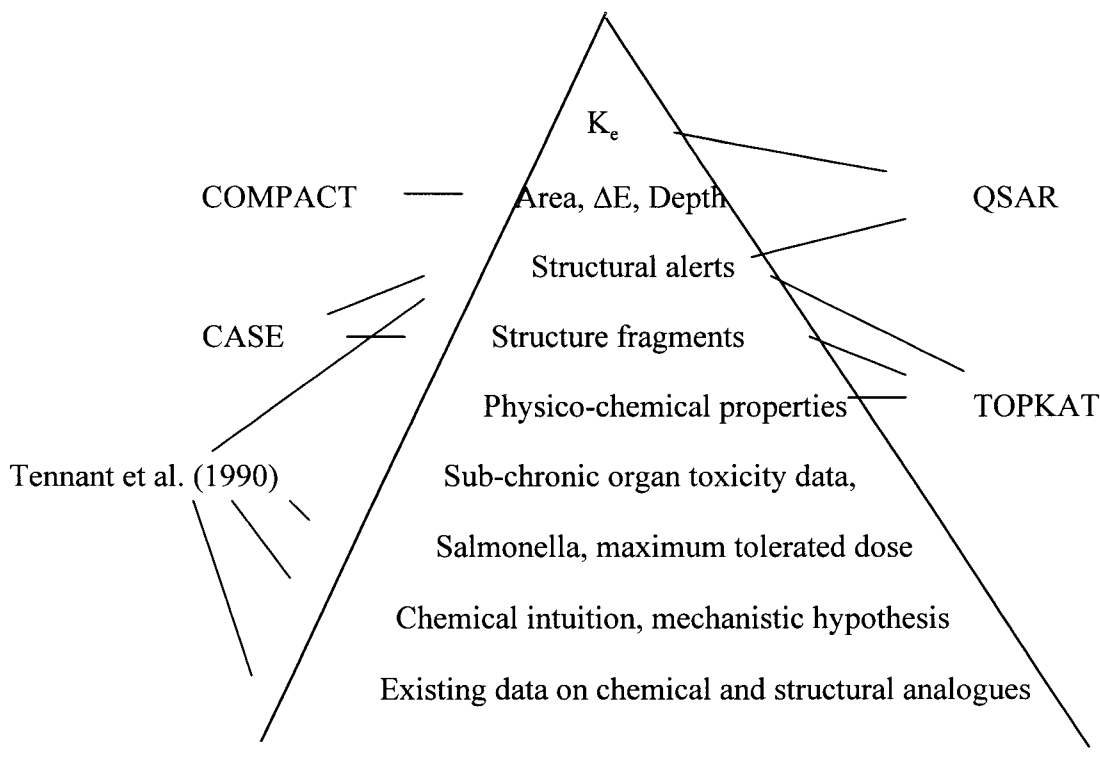 K_e
COMPACT
Area, ΔE, Depth
QSAR
Structural alerts
CASE
Structure fragments
Physico-chemical properties
TOPKAT
Tennant et al. (1990)
Sub-chronic organ toxicity data,
Salmonella, maximum tolerated dose
Chemical intuition, mechanistic hypothesis
Existing data on chemical and structural analogues